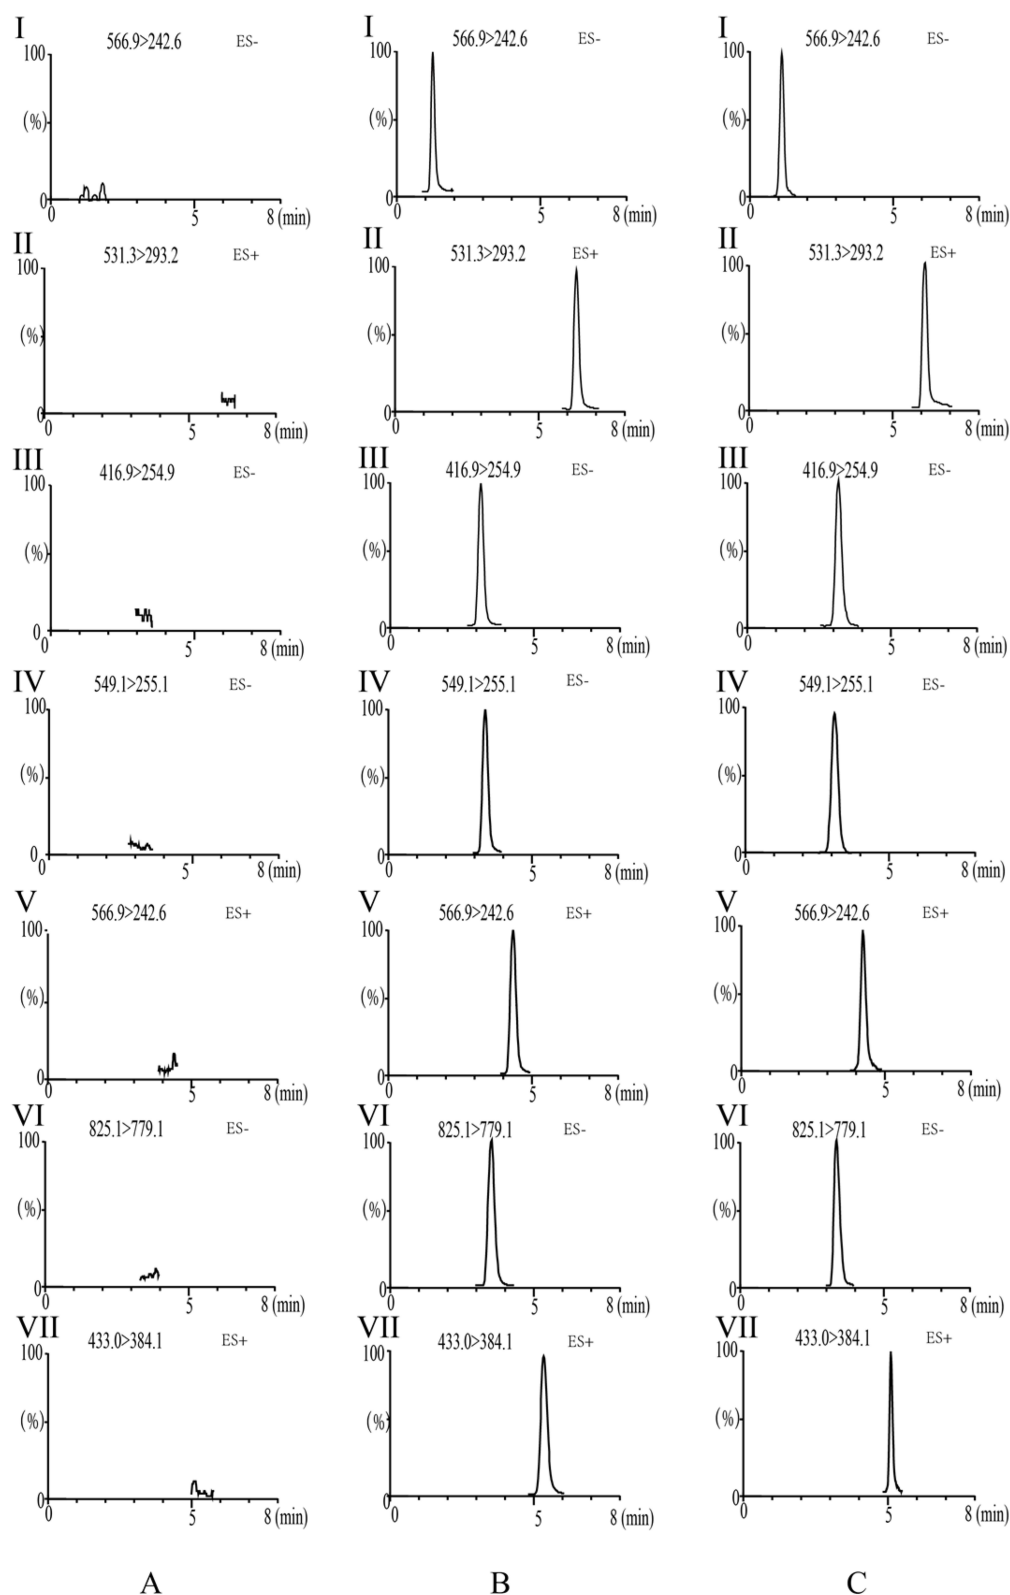 I I I
566.9>242.6 ES- 566.9>242.6 ES- 566.9>242.6 ES-
100 100 100
(%) (%) (%)
0 0 0
0 5 8 (min) 0 5 8 (min) 0 5 8 (min)
II II II
531.3>293.2 ES+ 531.3>293.2 ES+ 531.3>293.2 ES+
100 100 100
(%) (%) (%)
0 0 0
0 5 8 (min) 0 5 8 (min) 0 5 8 (min)
III III III
416.9>254.9 ES- 416.9>254.9 ES- 416.9>254.9 ES-
100 100 100
(%) (%) (%)
0 0 0
0 5 8 (min) 0 5 8 (min) 0 5 8 (min)
IV IV IV
549.1>255.1 ES- 549.1>255.1 ES- 549.1>255.1 ES-
100 100 100
(%) (%) (%)
0 0 0
0 5 8 (min) 0 5 8 (min) 0 5 8 (min)
V V V
566.9>242.6 ES+ 566.9>242.6 ES+ 566.9>242.6 ES+
100 100 100
(%) (%) (%)
0 0 0
0 5 8 (min) 0 5 8 (min) 0 5 8 (min)
VI VI VI
825.1>779.1 ES- 825.1>779.1 ES- 825.1>779.1 ES-
100 100 100
(%) (%) (%)
0 0 0
0 5 8 (min) 0 5 8 (min) 0 5 8 (min)
VII VII VII
433.0>384.1 ES+ 433.0>384.1 ES+ 433.0>384.1 ES+
100 100 100
(%) (%) (%)
0 0 0
0 5 8 (min) 0 5 8 (min) 0 5 8 (min)
A B C